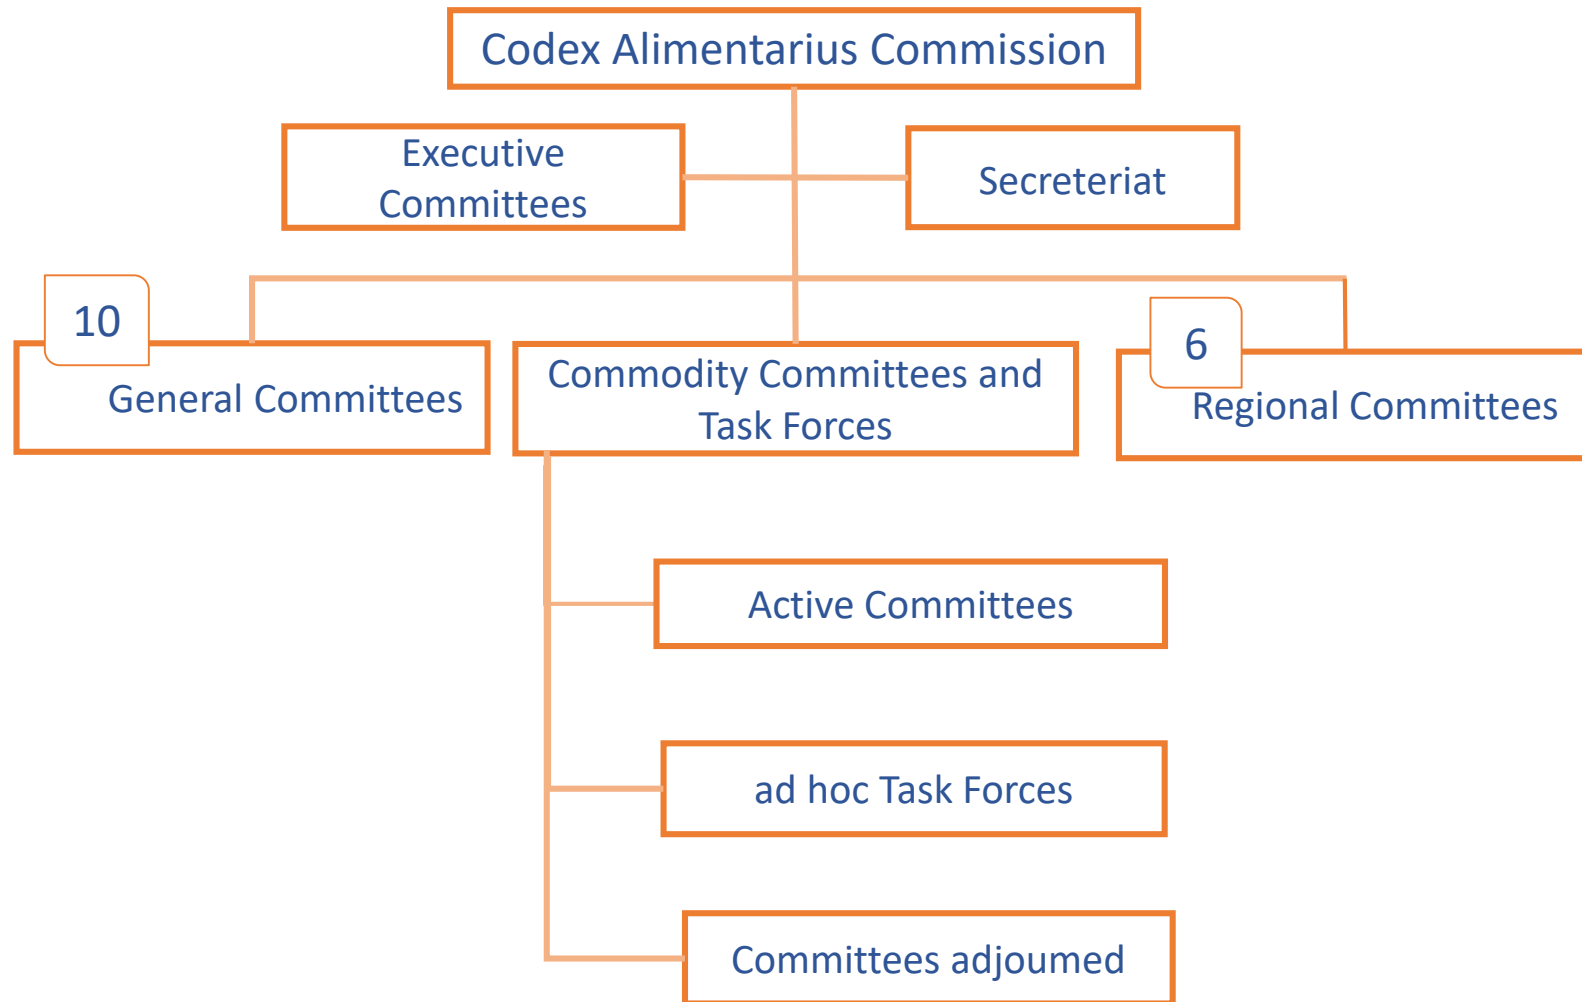 Codex Alimentarius Commission
Executive
Committees
Secreteriat
10
General Committees
Commodity Committees and
Task Forces
6
Regional Committees
Active Committees
ad hoc Task Forces
Committees adjoumed